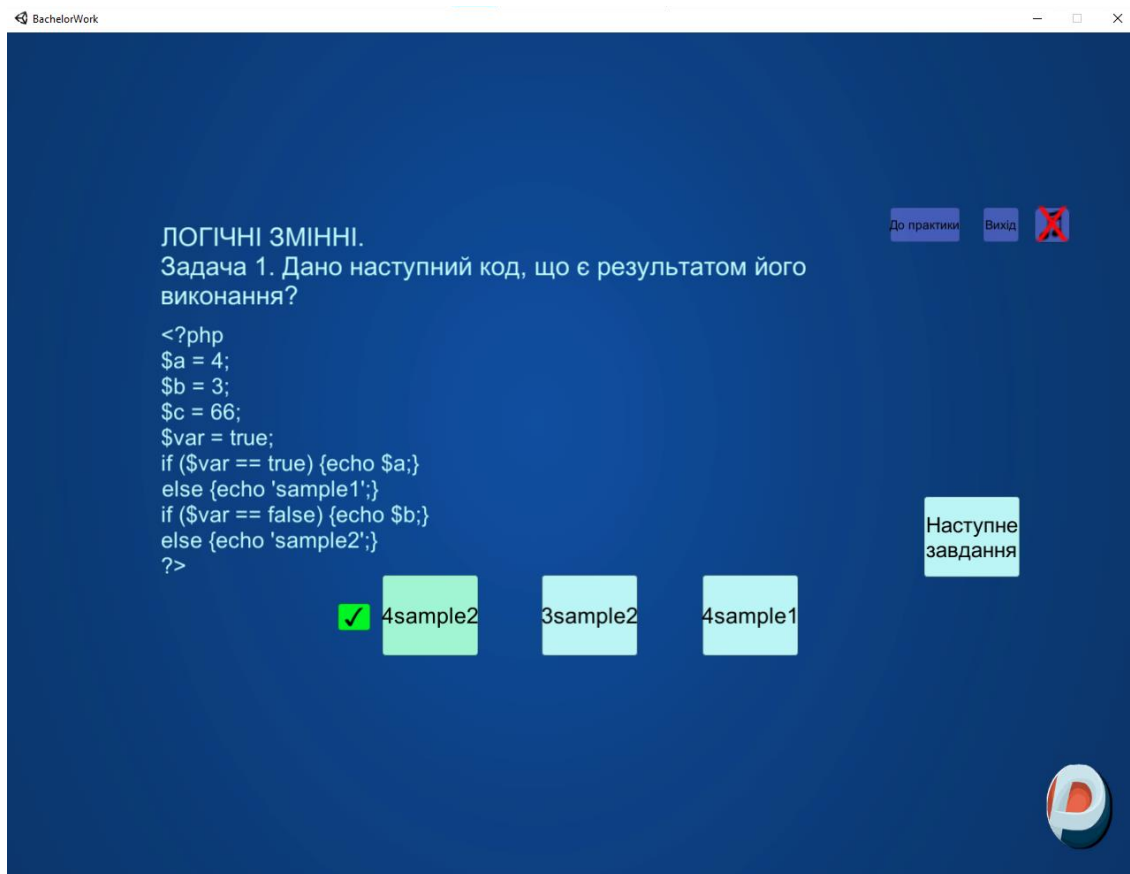 BachelorWork
До практики
Вихід
ЛОГІЧНІ ЗМІННІ.
Задача 1. Дано наступний код, що є результатом його
виконання?
<?php
$a = 4;
$b = 3;
$c = 66;
$var = true;
if ($var == true) {echo $a;}
else {echo 'sample1';}
if ($var == false) {echo $b;}
else {echo 'sample2';}
?>
Наступне
завдання
4sample2
3sample2
4sample1